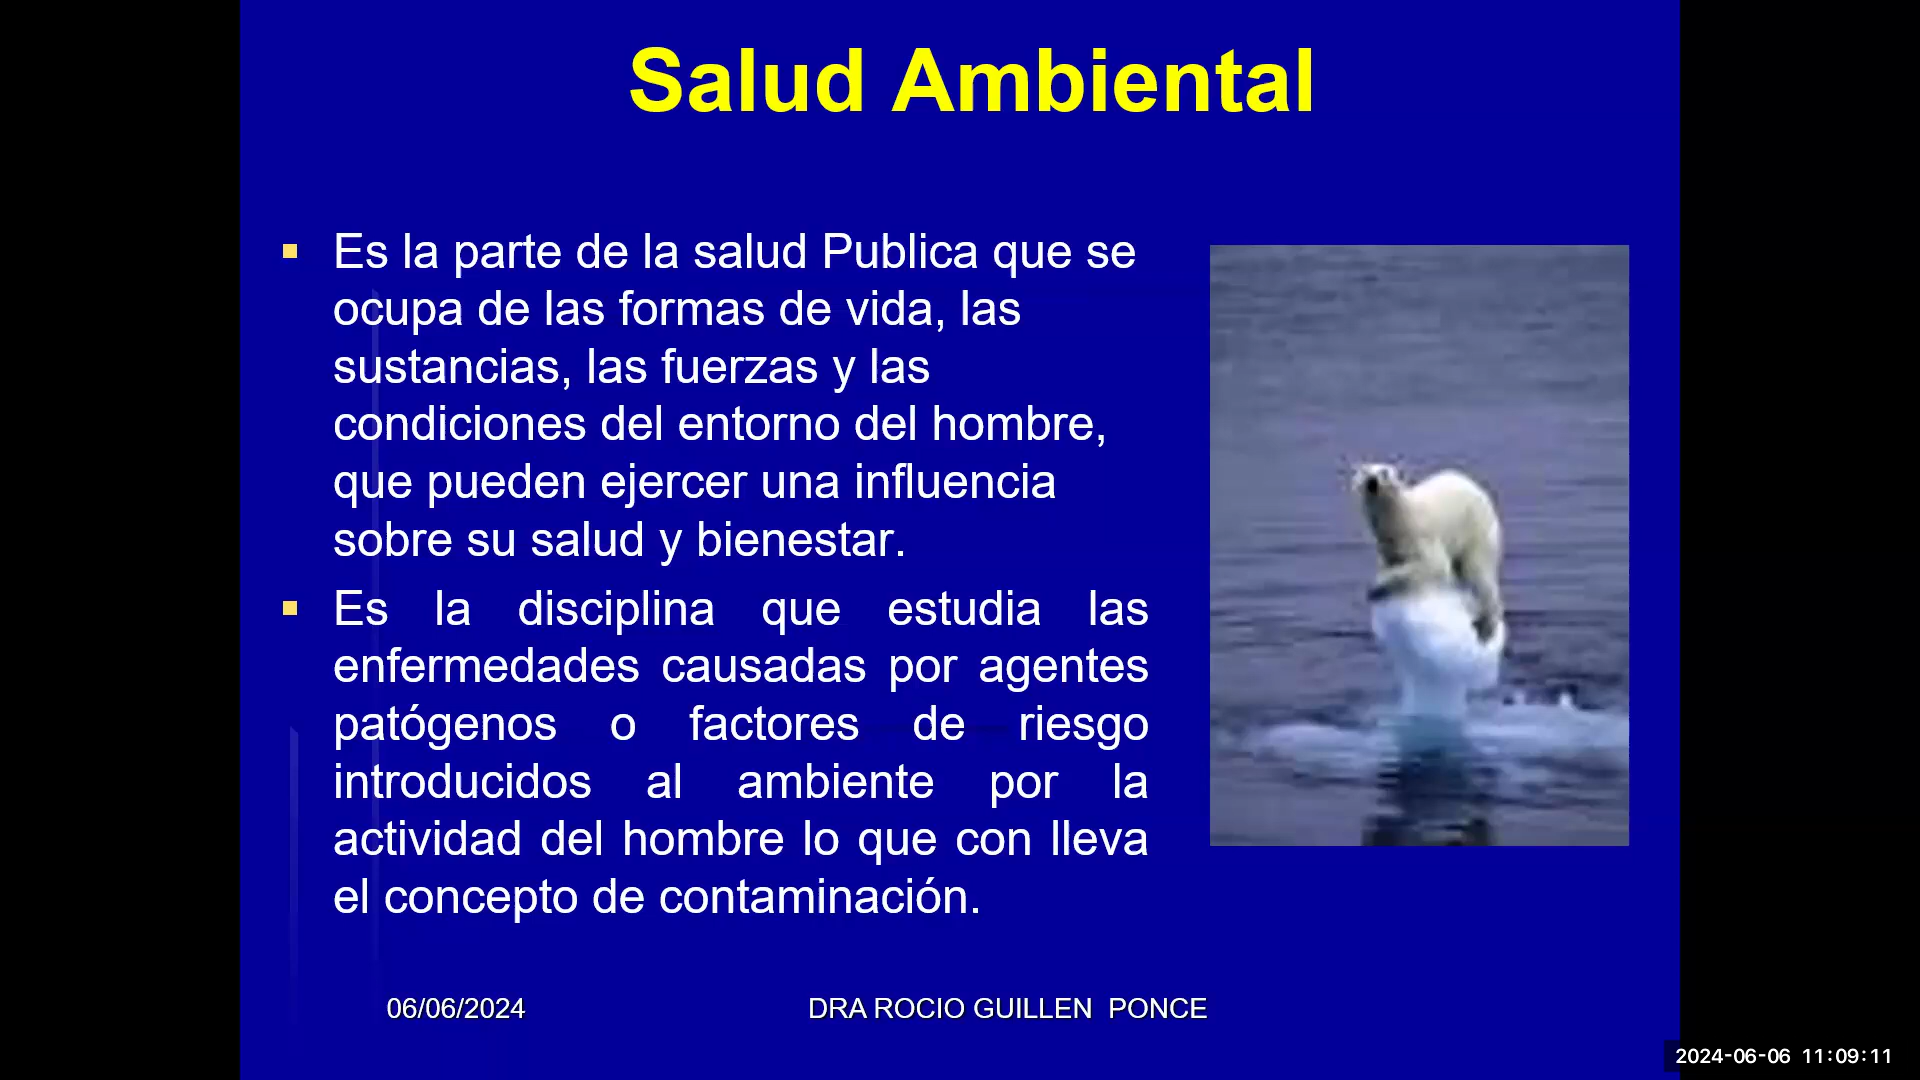 Salud Ambiental
Es la parte de la salud Publica que se
ocupa de las formas de vida, las
sustancias, las fuerzas y las
condiciones del entorno del hombre,
que pueden ejercer una influencia
sobre su salud y bienestar.
Es la disciplina que estudia las
enfermedades causadas por agentes
patógenos o factores de riesgo
introducidos al ambiente por la
actividad del hombre lo que con lleva
el concepto de contaminación.
06/06/2024
DRA ROCIO GUILLEN PONCE
2024-06-06 11:09:11